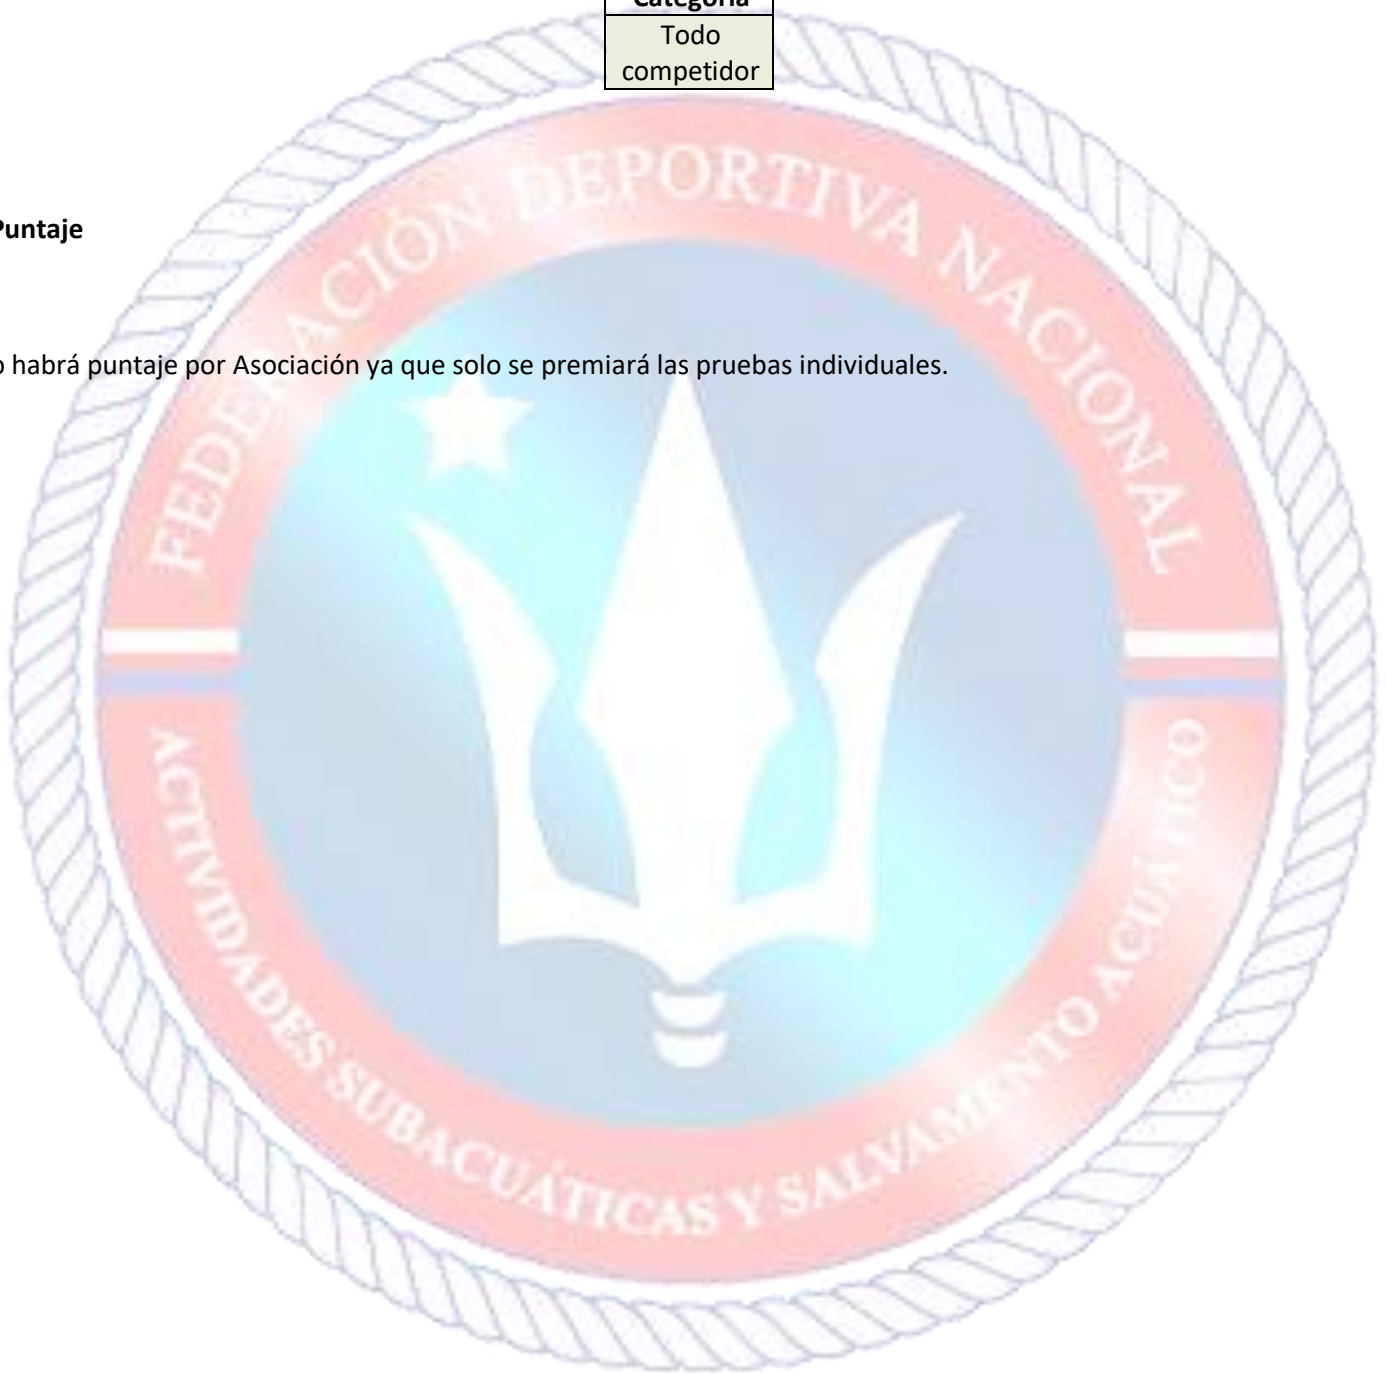 Categoría
Todo
competidor
Puntaje
habrá puntaje por Asociación ya que solo se premiará las pruebas individuales.
FEDERACIÓN DEPORTIVA NACIONAL
ACTIVIDADES SUBACUÁTICAS Y SALVAMENTO ACUÁTICO